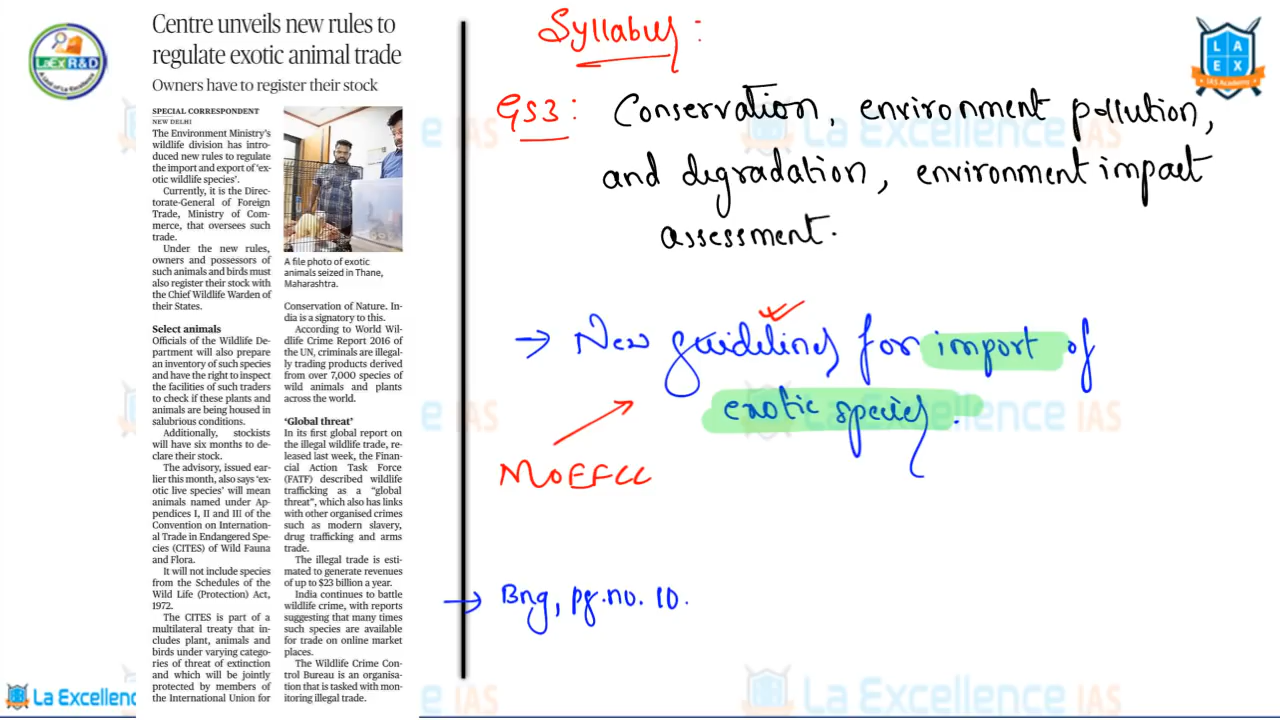 Centre unveils new rules to
regulate exotic animal trade
Owners have to register their stock
SPECIAL CORRESPONDENT
NEW DELHI
The Environment Ministry's
wildlife division has intro-
duced new rules to regulate
the import and export of 'ex-
otic wildlife species'.
Currently, it is the Direc-
torate-General of Foreign
Trade, Ministry of Com-
merce, that oversees such
trade.
Under the new rules,
owners and possessors of
such animals and birds must
also register their stock with
the Chief Wildlife Warden of
their States.
Select animals
Officials of the Wildlife De-
partment will also prepare
an inventory of such species
and have the right to inspect
the facilities of such traders
to check if these plants and
animals are being housed in
salubrious conditions.
Additionally, stockists
will have six months to de-
clare their stock.
The advisory, issued earl-
ier this month, also says 'ex-
otic live species' will mean
animals named under Ap-
pendices I, II and III of the
Convention on Internation-
al Trade in Endangered Spe-
cies (CITES) of Wild Fauna
and Flora.
It will not include species
from the Schedules of the
Wild Life (Protection) Act,
1972.
The CITES is part of a
multilateral treaty that in-
cludes plant, animals and
birds under varying catego-
ries of threat of extinction
and which will be jointly
protected by members of
the International Union for
A file photo of exotic
animals seized in Thane,
Maharashtra.
Conservation of Nature. In-
dia is a signatory to this.
According to World Wil-
dlife Crime Report 2016 of
the UN, criminals are illegal-
ly trading products derived
from over 7,000 species of
wild animals and plants
across the world.
'Global threat'
In its first global report on
the illegal wildlife trade, re-
leased last week, the Finan-
cial Action Task Force
(FATF) described wildlife
trafficking as a "global
threat", which also has links
with other organised crimes
such as modern slavery,
drug trafficking and arms
trade.
The illegal trade is esti-
mated to generate revenues
of up to $23 billion a year.
India continues to battle
wildlife crime, with reports
suggesting that many times
such species are available
for trade on online market
places.
The Wildlife Crime Con-
trol Bureau is an organisa-
tion that is tasked with mon-
itoring illegal trade.
Syllabus :
GS3 : Conservation, environment pollution,
and degradation, environment impact
assessment.
→ New guidelines for import of
exotic species.
MoEFCC
→ Bng, pg.no. 10.
LaEX R&D
A Unit of La Excellence
L A
E X
IAS Academy
La Excellence
La Excellence IAS
La Excellence IAS
La Excellence IAS